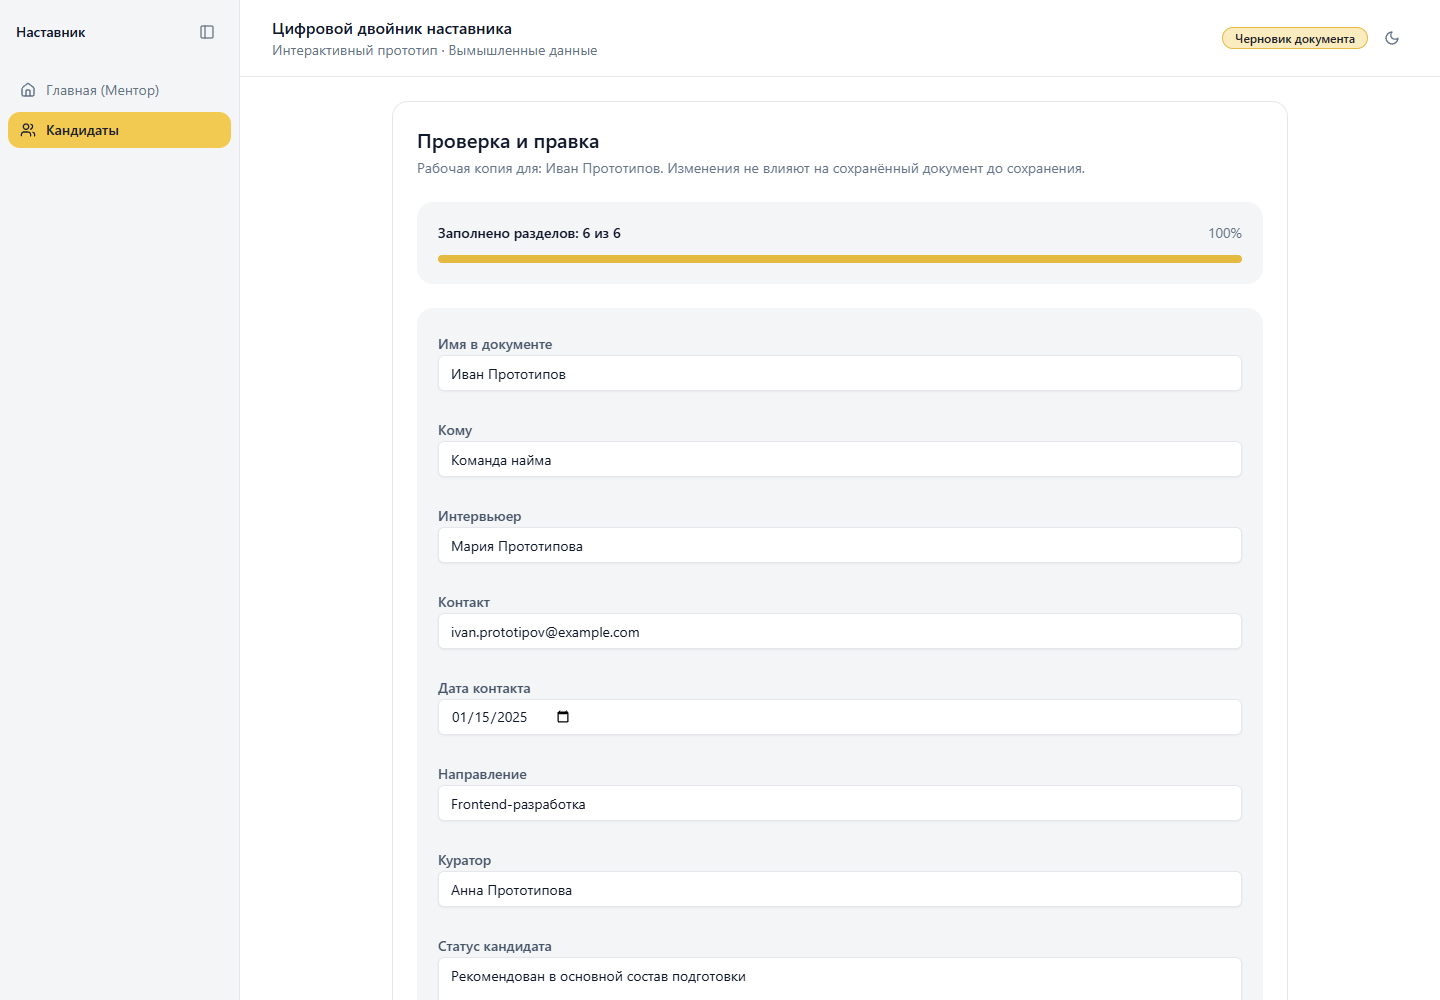 Наставник
Главная (Ментор)
Кандидаты
Цифровой двойник наставника
Интерактивный прототип · Вымышленные данные
Черновик документа
Проверка и правка
Рабочая копия для: Иван Прототипов. Изменения не влияют на сохранённый документ до сохранения.
Заполнено разделов: 6 из 6
100%
Имя в документе
Иван Прототипов
Кому
Команда найма
Интервьюер
Мария Прототипова
Контакт
ivan.prototipov@example.com
Дата контакта
01/15/2025
Направление
Frontend-разработка
Куратор
Анна Прототипова
Статус кандидата
Рекомендован в основной состав подготовки